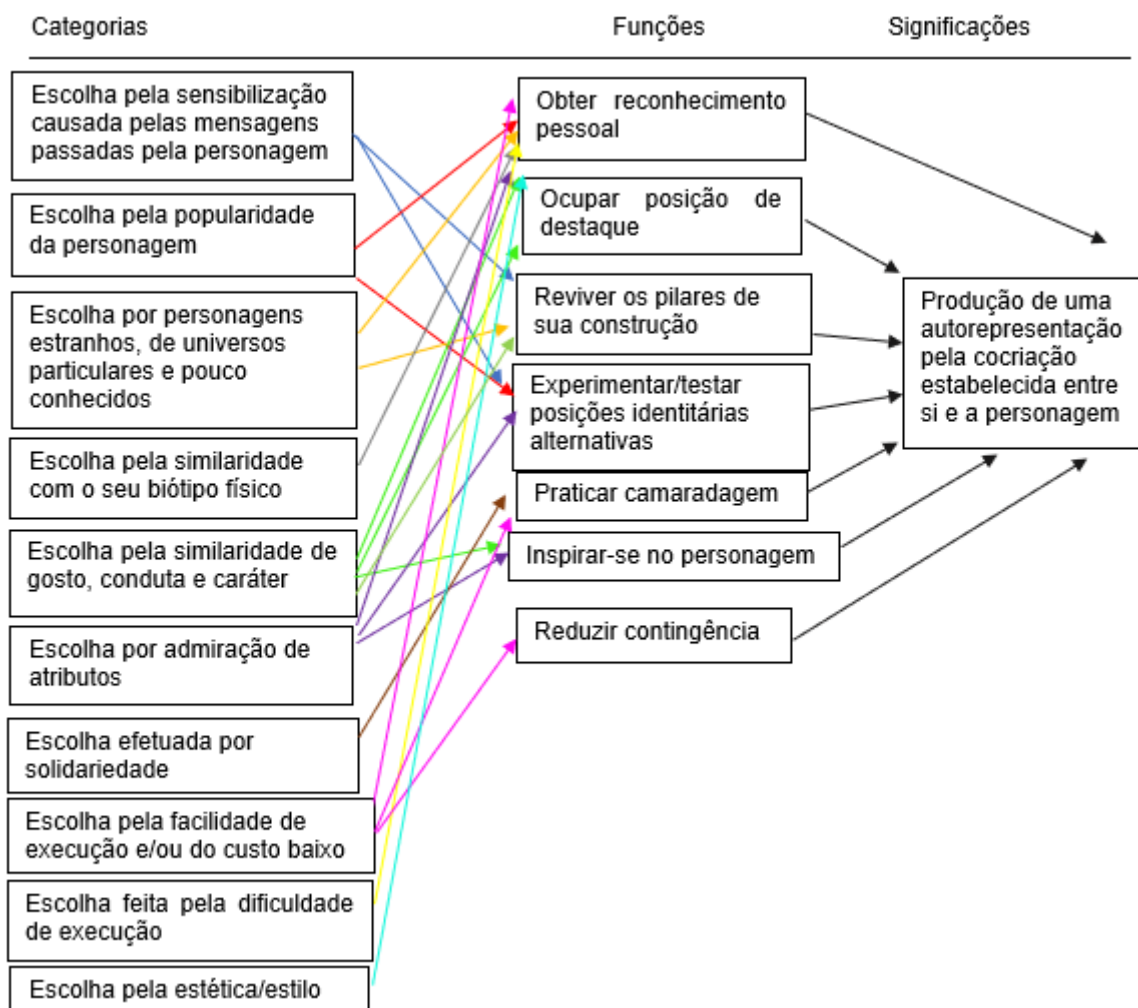 Categorias
Funções
Significações
Escolha pela sensibilização
causada pelas mensagens
passadas pela personagem
Escolha pela popularidade
da personagem
Escolha por personagens
estranhos, de universos
particulares e pouco
conhecidos
Escolha pela similaridade
com o seu biótipo físico
Escolha pela similaridade de
gosto, conduta e caráter
Escolha por admiração de
atributos
Escolha efetuada por
solidariedade
Escolha pela facilidade de
execução e/ou do custo baixo
Escolha feita pela dificuldade
de execução
Escolha pela estética/estilo
Obter reconhecimento
pessoal
Ocupar posição de
destaque
Reviver os pilares de
sua construção
Experimentar/testar
posições identitárias
alternativas
Praticar camaradagem
Inspirar-se no personagem
Reduzir contingência
Produção de uma
autorepresentação
pela cocriação
estabelecida entre
si e a personagem